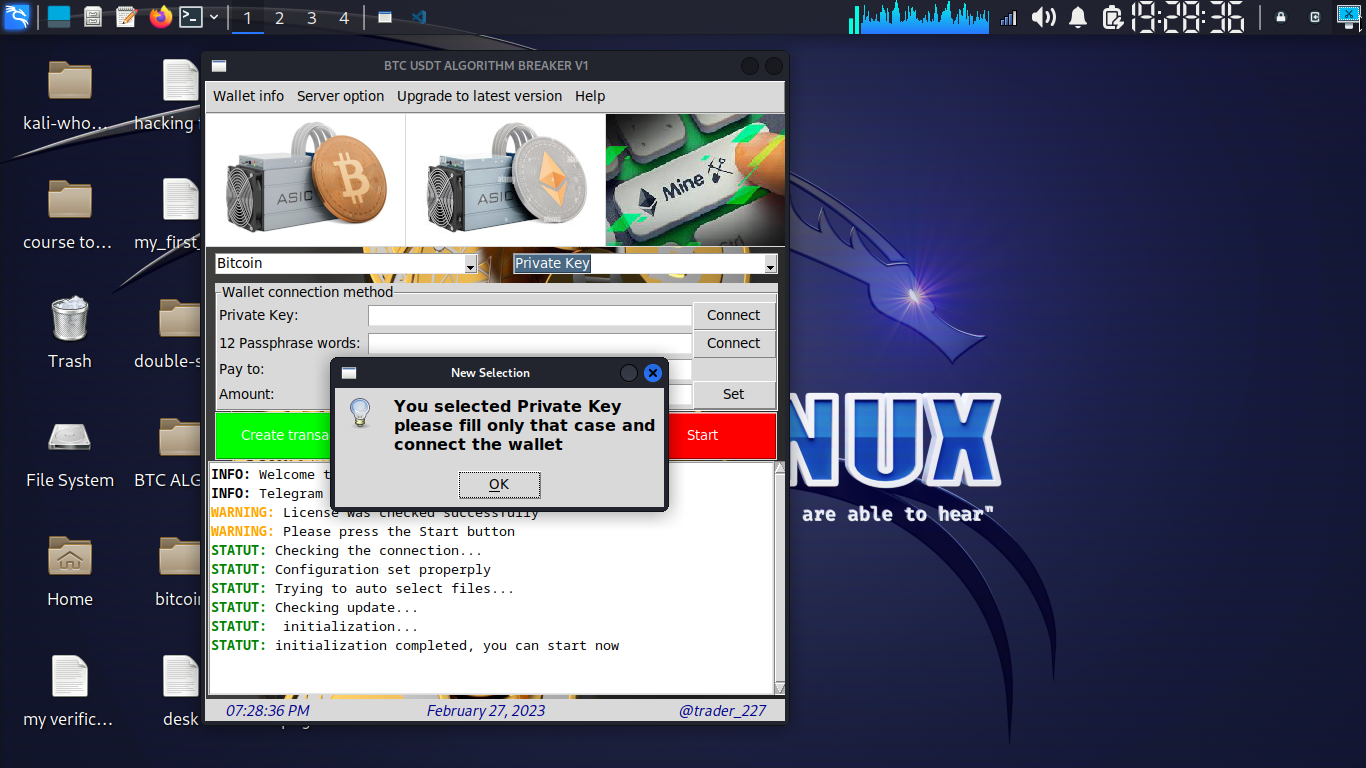 1 2 3 4
19:28:36
kali-who...
hacking
course to...
my_first_
Trash
double-s
File System
BTC ALG
Home
bitcoi
my verific...
desk
BTC USDT ALGORITHM BREAKER V1
Wallet info Server option Upgrade to latest version Help
ASIC
ASIC
Mine
Ctrl
Bitcoin
Private Key
Wallet connection method
Private Key:
Connect
12 Passphrase words:
Connect
Pay to:
Amount:
Set
Create transa
Start
New Selection
You selected Private Key
please fill only that case and
connect the wallet
OK
INFO: Welcome t
INFO: Telegram
WARNING: License was checked successfully
WARNING: Please press the Start button
STATUT: Checking the connection...
STATUT: Configuration set properply
STATUT: Trying to auto select files...
STATUT: Checking update...
STATUT: initialization...
STATUT: initialization completed, you can start now
07:28:36 PM
February 27, 2023
@trader_227
NUX
are able to hear"